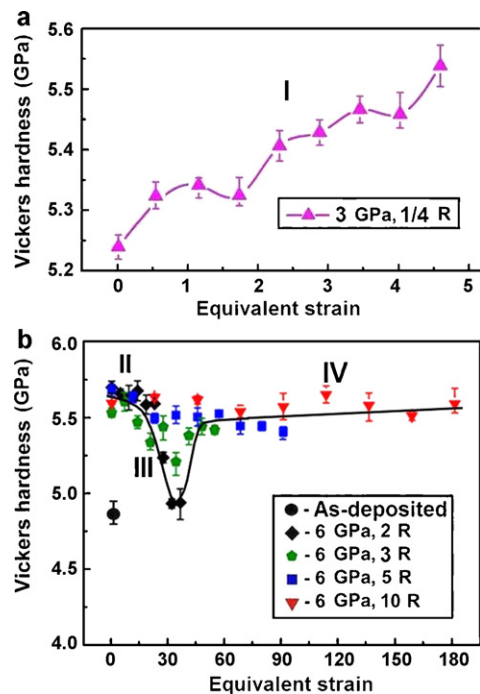 a
5.6
5.5
5.4
5.3
5.2
Vickers hardness (GPa)
I
3 GPa, 1/4 R
0 1 2 3 4 5
Equivalent strain
b
6.0
5.5
5.0
4.5
4.0
Vickers hardness (GPa)
II
III
IV
- As-deposited
- 6 GPa, 2 R
- 6 GPa, 3 R
- 6 GPa, 5 R
- 6 GPa, 10 R
0 30 60 90 120 150 180
Equivalent strain